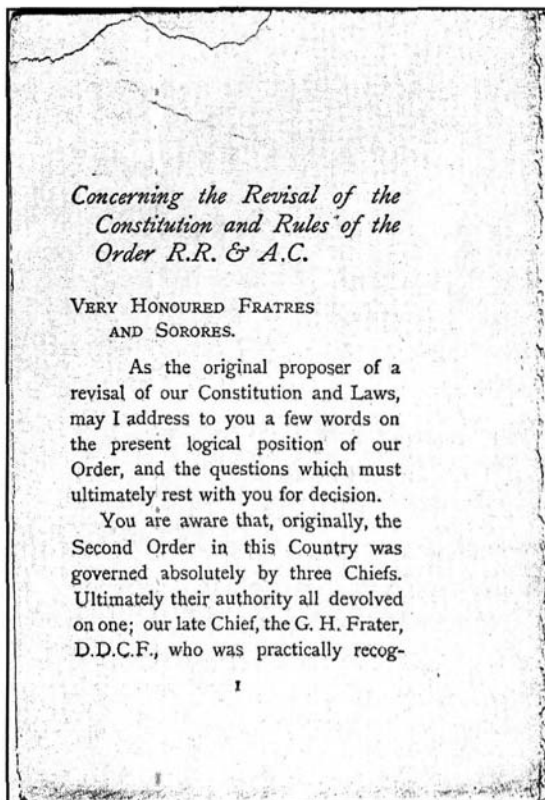 Concerning the Revisal of the
Constitution and Rules of the
Order R.R. & A.C.
VERY HONOURED FRATRES
AND SORORES.
As the original proposer of a
revisal of our Constitution and Laws,
may I address to you a few words on
the present logical position of our
Order, and the questions which must
ultimately rest with you for decision.
You are aware that, originally, the
Second Order in this Country was
governed absolutely by three Chiefs.
Ultimately their authority all devolved
on one; our late Chief, the G. H. Frater,
D.D.C.F., who was practically recog-
1